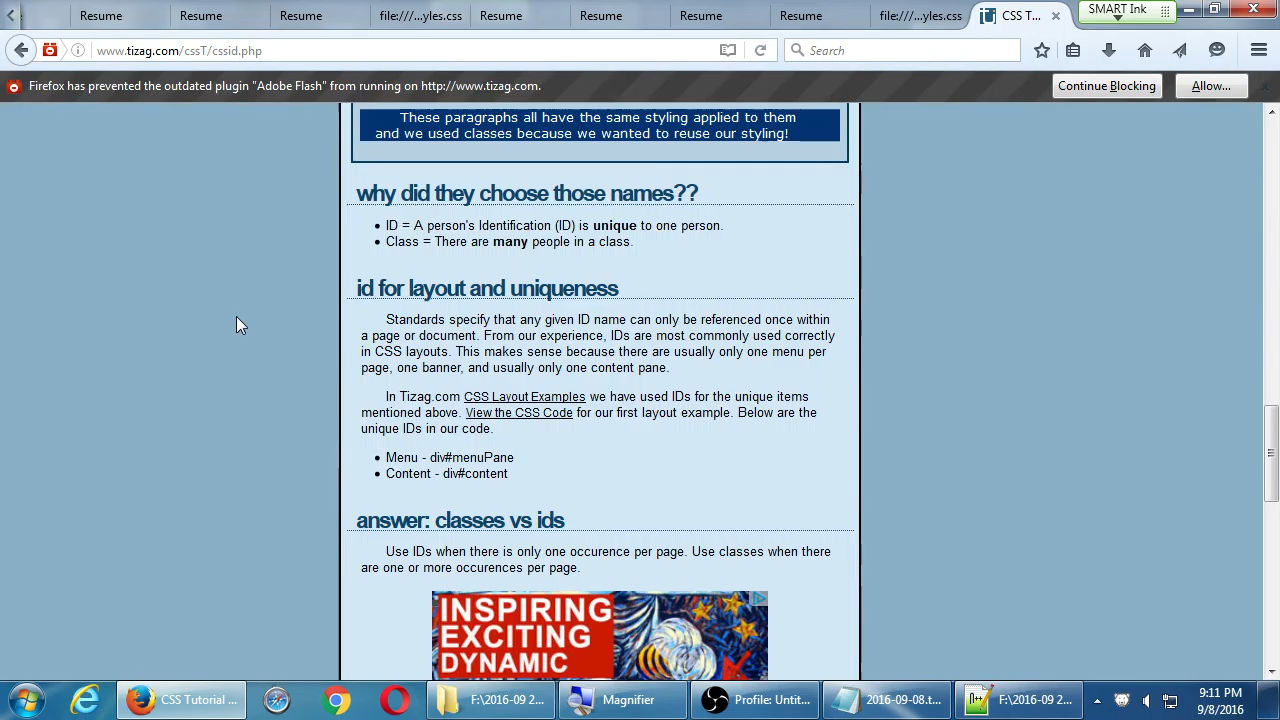 Resume
Resume
Resume
file:///...yles.css
Resume
Resume
Resume
Resume
file:///...yles.css
CSS T...
SMART Ink
www.tizag.com/cssT/cssid.php
Search
Firefox has prevented the outdated plugin "Adobe Flash" from running on http://www.tizag.com.
Continue Blocking
Allow...
These paragraphs all have the same styling applied to them
and we used classes because we wanted to reuse our styling!
why did they choose those names??
• ID = A person's Identification (ID) is unique to one person.
• Class = There are many people in a class.
id for layout and uniqueness
Standards specify that any given ID name can only be referenced once within
a page or document. From our experience, IDs are most commonly used correctly
in CSS layouts. This makes sense because there are usually only one menu per
page, one banner, and usually only one content pane.
In Tizag.com CSS Layout Examples we have used IDs for the unique items
mentioned above. View the CSS Code for our first layout example. Below are the
unique IDs in our code.
• Menu - div#menuPane
• Content - div#content
answer: classes vs ids
Use IDs when there is only one occurence per page. Use classes when there
are one or more occurences per page.
INSPIRING
EXCITING
DYNAMIC
CSS Tutorial ...
F:\2016-09 2...
Magnifier
Profile: Untit...
2016-09-08.t...
F:\2016-09 2...
9:11 PM
9/8/2016